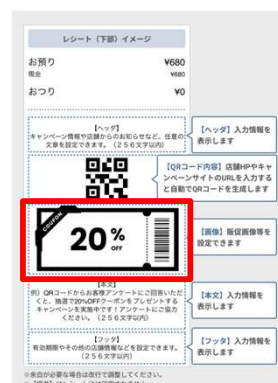 レシート（下部）イメージ
お預り ¥680
現金 ¥680
おつり ¥0
【ヘッダ】
キャンペーン情報や店舗からのお知らせなど、任意の
文章を設定できます。（２５６文字以内）
【ヘッダ】入力情報を
表示します
【QRコード内容】店舗HPやキャ
ンペーンサイトのURLを入力する
と自動でQRコードを生成します
COUPON
20% OFF
【画像】販促画像等を
設定できます
【本文】
例）QRコードからお客様アンケートにご回答いただ
くと、抽選で20%OFFクーポンをプレゼントする
キャンペーンを実施中です！アンケートにご協力
ください。（２５６文字以内）
【本文】入力情報を
表示します
【フッタ】
有効期限やその他の店舗情報などを設定できます。
（２５６文字以内）
【フッタ】入力情報を
表示します
※余白が必要な場合は改行で調整してください。